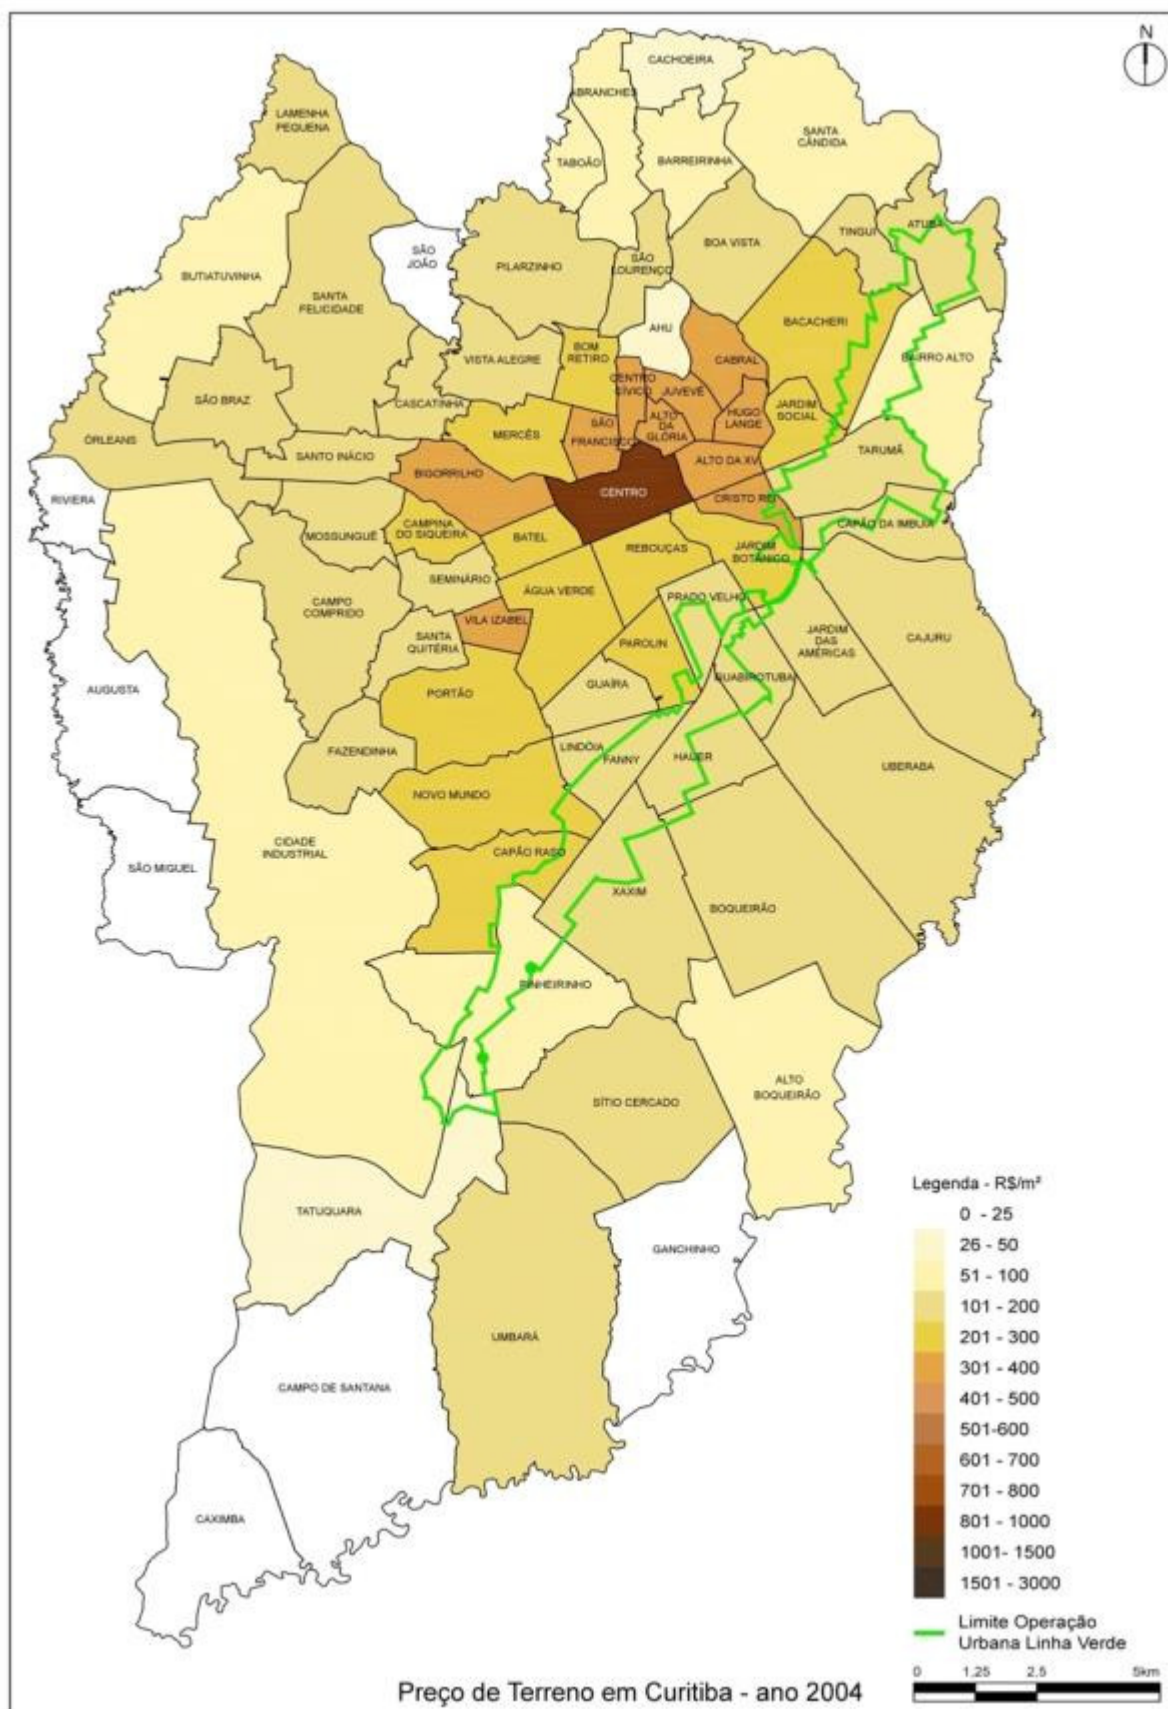 N
CACHOEIRA
ABRANCHES
LAMENHA
PEQUENA
SANTA
CÂNDIDA
TABOÃO
BARREIRINHA
ATUBA
TINGUI
BOA VISTA
SÃO
JOÃO
SÃO
LOURENÇO
PILARZINHO
BUTIATUVINHA
SANTA
FELICIDADE
BACACHERI
AHU
BOM
RETIRO
VISTA ALEGRE
CABRAL
BAIRRO ALTO
CENTRO
CÍVICO
JUVEVÊ
SÃO BRAZ
CASCATINHA
JARDIM
SOCIAL
HUGO
LANGE
ALTO
DA
GLÓRIA
SÃO
FRANCISCO
MERCÊS
ÓRLEANS
TARUMÃ
SANTO INÁCIO
ALTO DA XV
BIGORRILHO
CENTRO
RIVIERA
CRISTO REI
CAMPINA
DO SIQUEIRA
CAPÃO DA IMBUIA
MOSSUNGUÊ
BATEL
REBOUÇAS
JARDIM
BOTÂNICO
SEMINÁRIO
ÁGUA VERDE
PRADO VELHO
CAMPO
COMPRIDO
VILA IZABEL
JARDIM
DAS
AMÉRICAS
CAJURU
SANTA
QUITÉRIA
PAROLIN
GUAÍRA
GUABIROTUBA
AUGUSTA
PORTÃO
FAZENDINHA
LINDÓIA
FANNY
HAUER
UBERABA
NOVO MUNDO
CIDADE
INDUSTRIAL
CAPÃO RASO
SÃO MIGUEL
XAXIM
BOQUEIRÃO
PINHEIRINHO
ALTO
BOQUEIRÃO
SÍTIO CERCADO
TATUQUARA
GANCHINHO
UMBARÁ
CAMPO DE SANTANA
CAXIMBA
Legenda - R$/m²
0 - 25
26 - 50
51 - 100
101 - 200
201 - 300
301 - 400
401 - 500
501-600
601 - 700
701 - 800
801 - 1000
1001- 1500
1501 - 3000
Limite Operação
Urbana Linha Verde
0 1,25 2,5 5km
Preço de Terreno em Curitiba - ano 2004